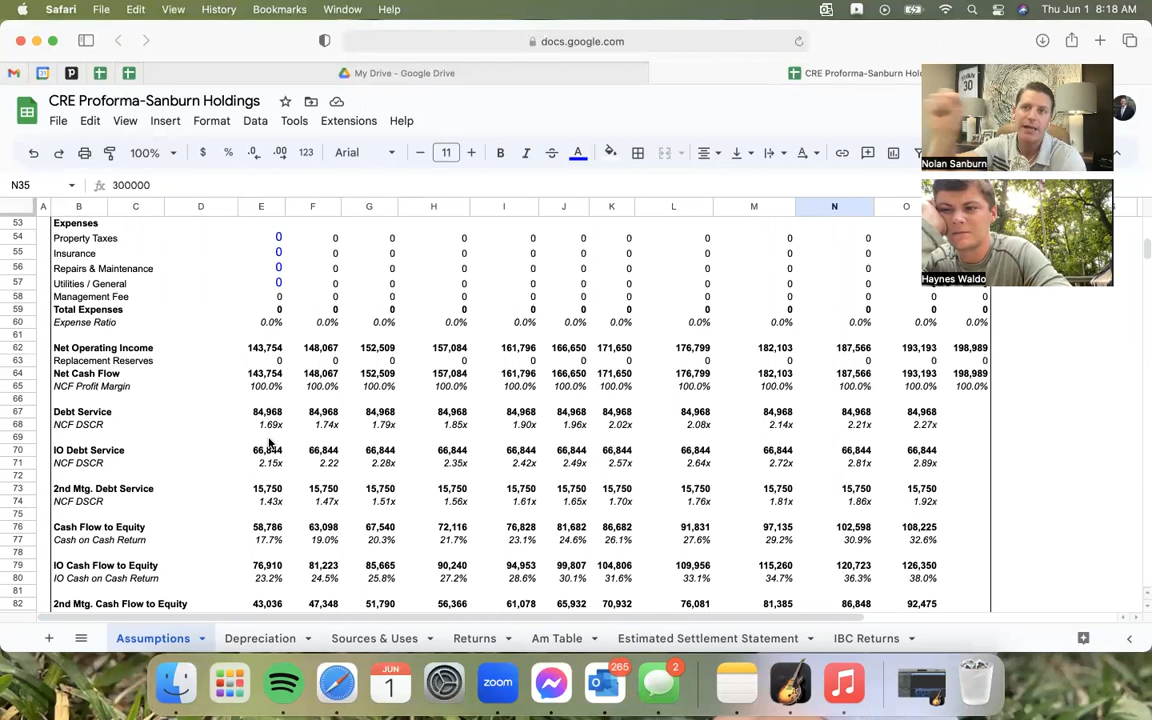 Safari File Edit View History Bookmarks Window Help Thu Jun 1 8:18 AM
docs.google.com
My Drive - Google Drive CRE Proforma-Sanburn Hol
CRE Proforma-Sanburn Holdings
File Edit View Insert Format Data Tools Extensions Help
100% $ % .0 .00 123 Arial 11 B I A
N35 300000
A B C D E F G H I J K L M N O
53 Expenses
54 Property Taxes 0 0 0 0 0 0 0 0 0 0
55 Insurance 0 0 0 0 0 0 0 0 0 0
56 Repairs & Maintenance 0 0 0 0 0 0 0 0 0 0
57 Utilities / General 0 0 0 0 0 0 0 0 0 0 0 0
58 Management Fee 0 0 0 0 0 0 0 0 0 0 0 0
59 Total Expenses 0 0 0 0 0 0 0 0 0 0 0 0
60 Expense Ratio 0.0% 0.0% 0.0% 0.0% 0.0% 0.0% 0.0% 0.0% 0.0% 0.0% 0.0% 0.0%
61
62 Net Operating Income 143,754 148,067 152,509 157,084 161,796 166,650 171,650 176,799 182,103 187,566 193,193 198,989
63 Replacement Reserves 0 0 0 0 0 0 0 0 0 0 0 0
64 Net Cash Flow 143,754 148,067 152,509 157,084 161,796 166,650 171,650 176,799 182,103 187,566 193,193 198,989
65 NCF Profit Margin 100.0% 100.0% 100.0% 100.0% 100.0% 100.0% 100.0% 100.0% 100.0% 100.0% 100.0% 100.0%
66
67 Debt Service 84,968 84,968 84,968 84,968 84,968 84,968 84,968 84,968 84,968 84,968 84,968
68 NCF DSCR 1.69x 1.74x 1.79x 1.85x 1.90x 1.96x 2.02x 2.08x 2.14x 2.21x 2.27x
69
70 IO Debt Service 66,844 66,844 66,844 66,844 66,844 66,844 66,844 66,844 66,844 66,844 66,844
71 NCF DSCR 2.15x 2.22 2.28x 2.35x 2.42x 2.49x 2.57x 2.64x 2.72x 2.81x 2.89x
72
73 2nd Mtg. Debt Service 15,750 15,750 15,750 15,750 15,750 15,750 15,750 15,750 15,750 15,750 15,750
74 NCF DSCR 1.43x 1.47x 1.51x 1.56x 1.61x 1.65x 1.70x 1.76x 1.81x 1.86x 1.92x
75
76 Cash Flow to Equity 58,786 63,098 67,540 72,116 76,828 81,682 86,682 91,831 97,135 102,598 108,225
77 Cash on Cash Return 17.7% 19.0% 20.3% 21.7% 23.1% 24.6% 26.1% 27.6% 29.2% 30.9% 32.6%
78
79 IO Cash Flow to Equity 76,910 81,223 85,665 90,240 94,953 99,807 104,806 109,956 115,260 120,723 126,350
80 IO Cash on Cash Return 23.2% 24.5% 25.8% 27.2% 28.6% 30.1% 31.6% 33.1% 34.7% 36.3% 38.0%
81
82 2nd Mtg. Cash Flow to Equity 43,036 47,348 51,790 56,366 61,078 65,932 70,932 76,081 81,385 86,848 92,475
Assumptions Depreciation Sources & Uses Returns Am Table Estimated Settlement Statement IBC Returns
Nolan Sanburn
Haynes Waldo
30
JUN
1
zoom
265
2